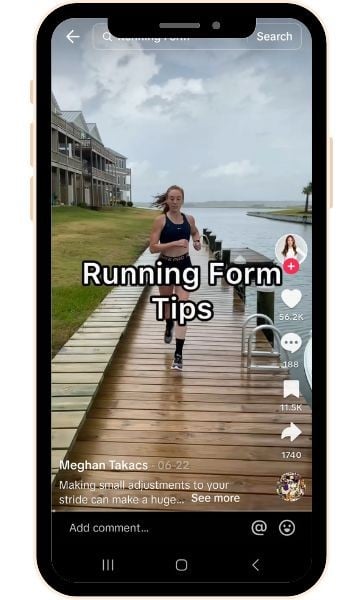 Running Form
Search
Running Form
Tips
56.2K
188
11.5K
1740
Meghan Takacs · 06-22
Making small adjustments to your
stride can make a huge... See more
Add comment...